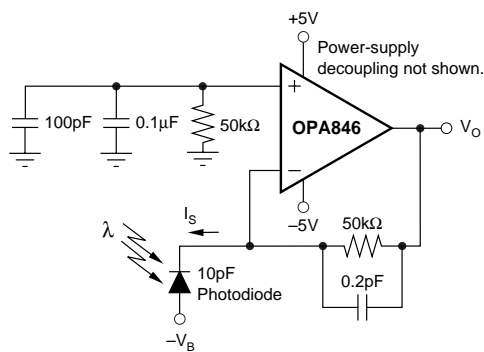 +5V
Power-supply
decoupling not shown.
+
OPA846
100pF
0.1µF
50kΩ
V_O
−
−5V
I_S
50kΩ
λ
10pF
Photodiode
0.2pF
−V_B